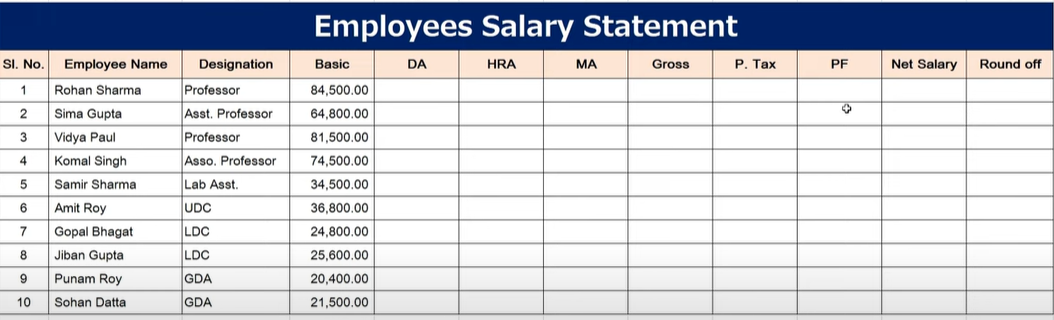 Employees Salary Statement
Sl. No. Employee Name Designation Basic DA HRA MA Gross P. Tax PF Net Salary Round off
1 Rohan Sharma Professor 84,500.00
2 Sima Gupta Asst. Professor 64,800.00
3 Vidya Paul Professor 81,500.00
4 Komal Singh Asso. Professor 74,500.00
5 Samir Sharma Lab Asst. 34,500.00
6 Amit Roy UDC 36,800.00
7 Gopal Bhagat LDC 24,800.00
8 Jiban Gupta LDC 25,600.00
9 Punam Roy GDA 20,400.00
10 Sohan Datta GDA 21,500.00